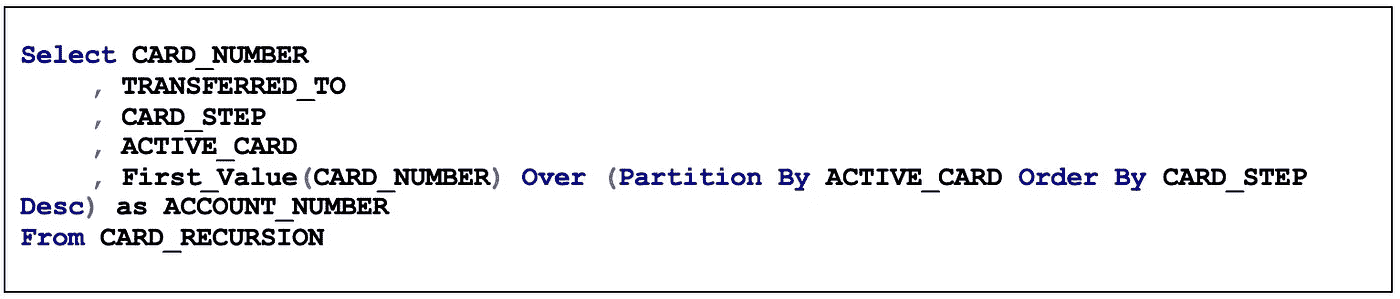 Select CARD_NUMBER
, TRANSFERRED_TO
, CARD_STEP
, ACTIVE_CARD
, First_Value(CARD_NUMBER) Over (Partition By ACTIVE_CARD Order By CARD_STEP
Desc) as ACCOUNT_NUMBER
From CARD_RECURSION